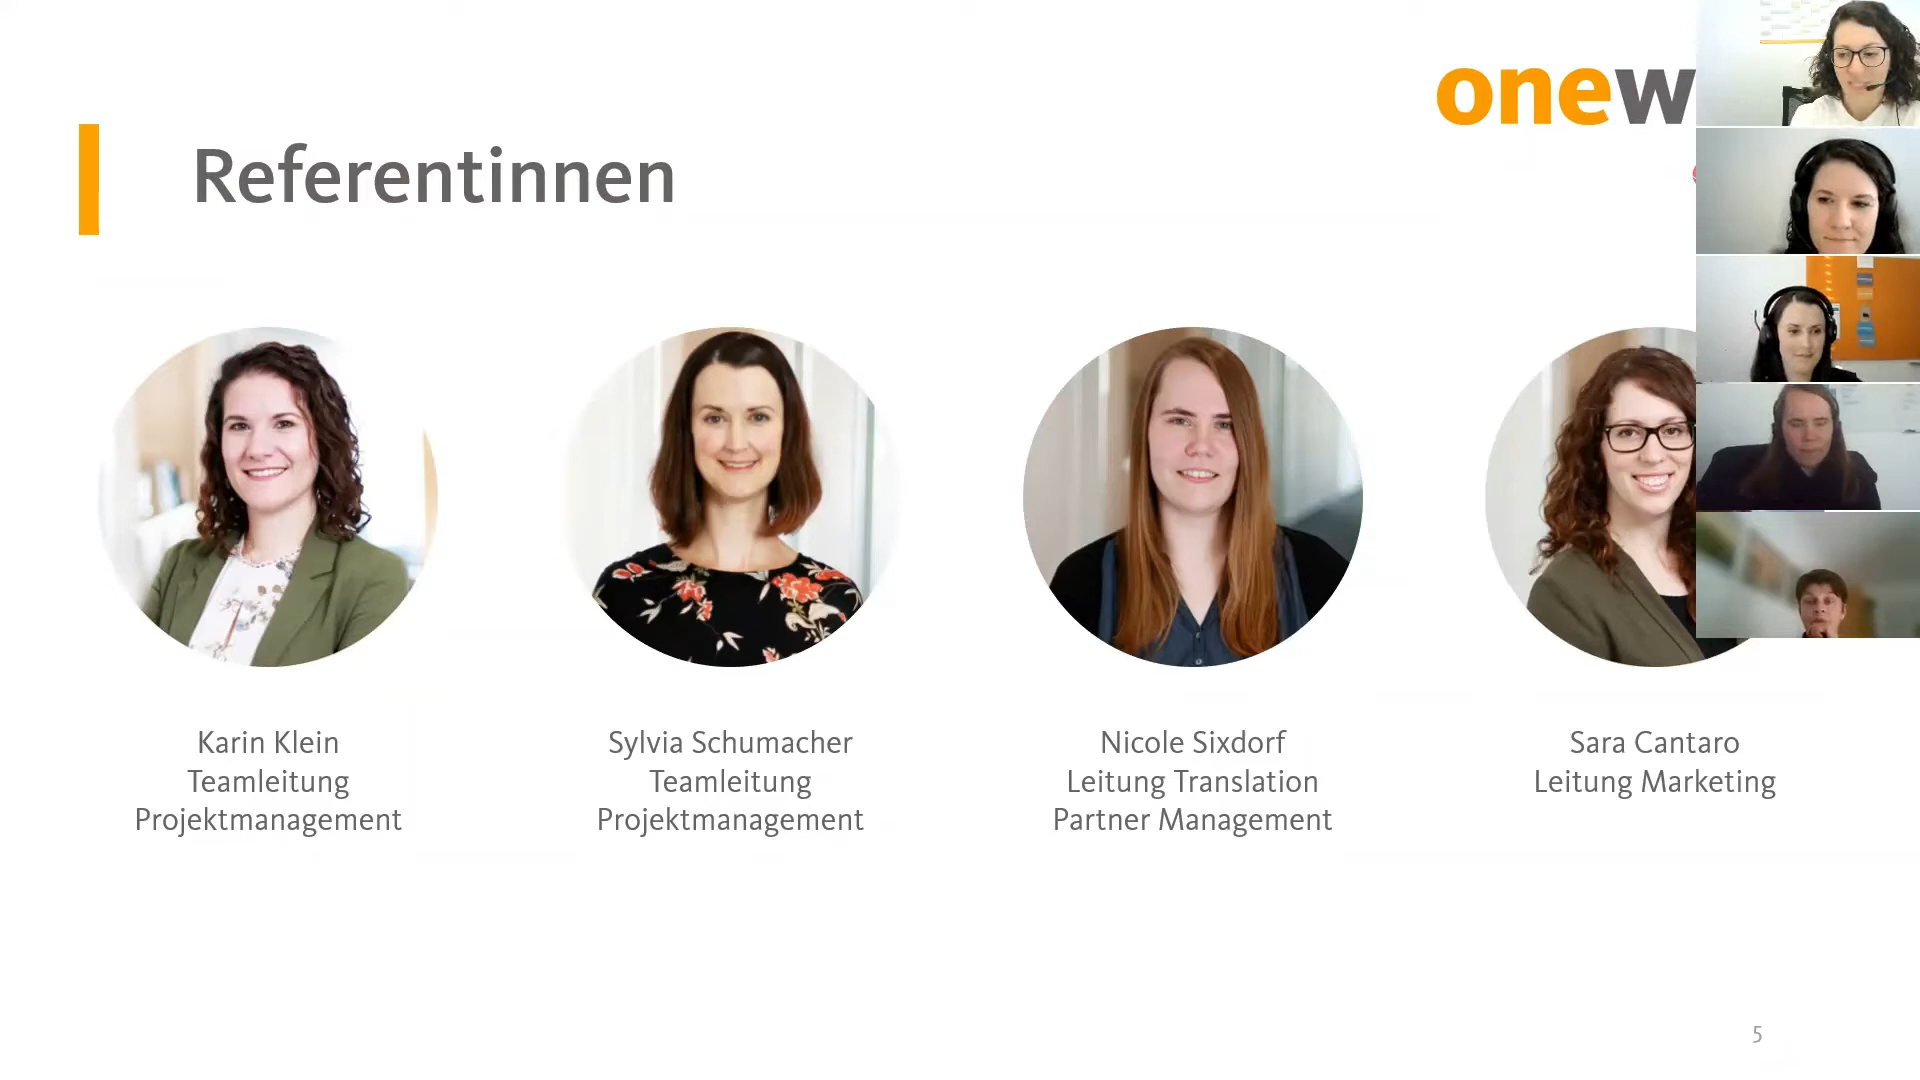 onew
Referentinnen
Karin Klein
Teamleitung
Projektmanagement
Sylvia Schumacher
Teamleitung
Projektmanagement
Nicole Sixdorf
Leitung Translation
Partner Management
Sara Cantaro
Leitung Marketing
5